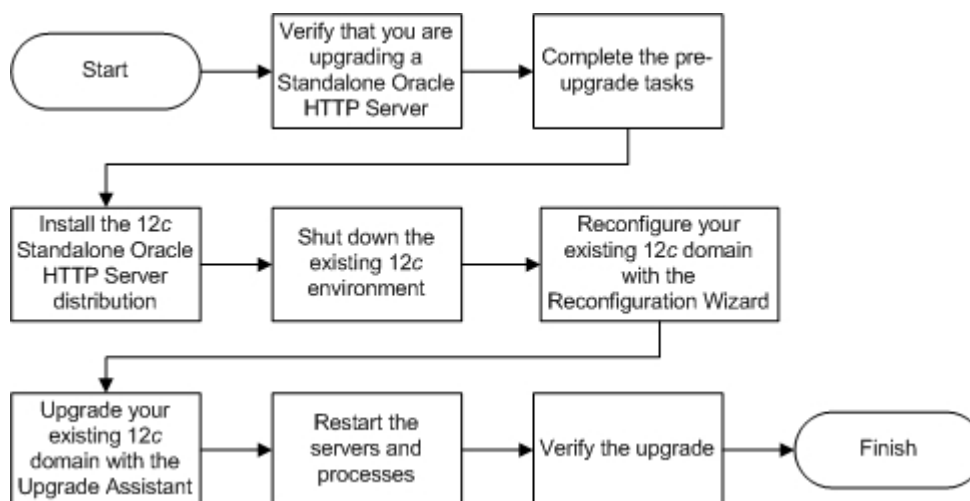 Start
Verify that you are
upgrading a
Standalone Oracle
HTTP Server
Complete the pre-
upgrade tasks
Install the 12c
Standalone Oracle
HTTP Server
distribution
Shut down the
existing 12c
environment
Reconfigure your
existing 12c domain
with the
Reconfiguration Wizard
Upgrade your
existing 12c
domain with the
Upgrade Assistant
Restart the
servers and
processes
Verify the upgrade
Finish